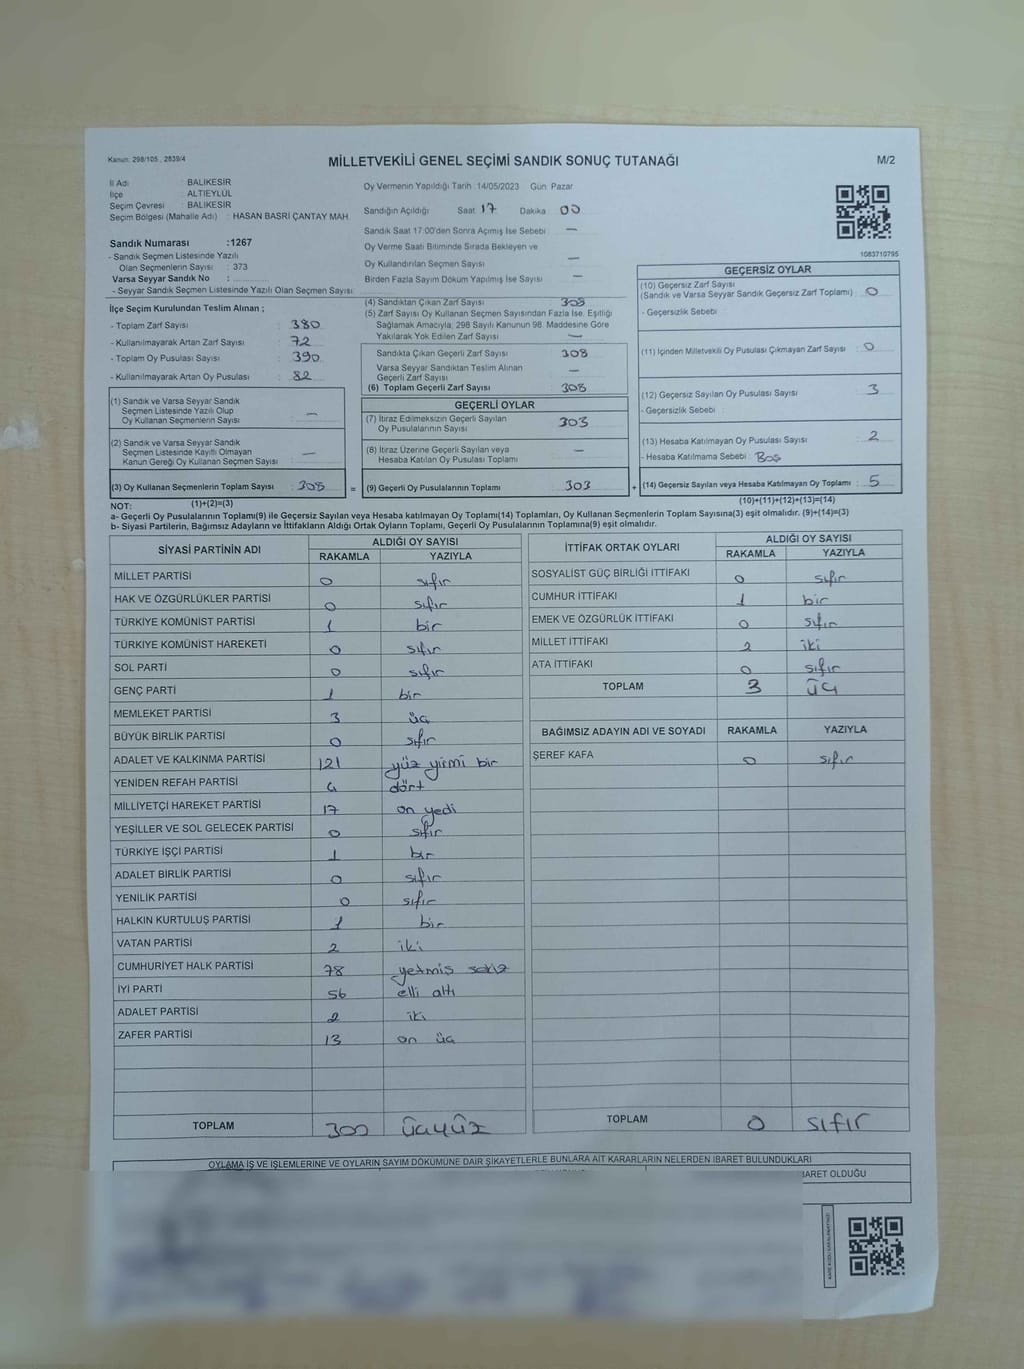 Kanun: 298/105 , 2839/4
MİLLETVEKİLİ GENEL SEÇİMİ SANDIK SONUÇ TUTANAĞI
M/2
İl Adı : BALIKESİR
İlçe : ALTIEYLÜL
Seçim Çevresi : BALIKESİR
Seçim Bölgesi (Mahalle Adı) : HASAN BASRİ ÇANTAY MAH.
Sandık Numarası :1267
- Sandık Seçmen Listesinde Yazılı
Olan Seçmenlerin Sayısı : 373
Varsa Seyyar Sandık No :
- Seyyar Sandık Seçmen Listesinde Yazılı Olan Seçmen Sayısı :
Oy Vermenin Yapıldığı Tarih 14/05/2023 Gün Pazar
Sandığın Açıldığı Saat 17 Dakika 00
Sandık Saat 17:00'den Sonra Açımış İse Sebebi : —
Oy Verme Saati Bitiminde Sırada Bekleyen ve
Oy Kullandırılan Seçmen Sayısı —
Birden Fazla Sayım Döküm Yapılmış İse Sayısı : —
1083710795
İlçe Seçim Kurulundan Teslim Alınan ;
- Toplam Zarf Sayısı : 380
- Kullanılmayarak Artan Zarf Sayısı : 72
- Toplam Oy Pusulası Sayısı : 390
- Kullanılmayarak Artan Oy Pusulası : 82
(1) Sandık ve Varsa Seyyar Sandık
Seçmen Listesinde Yazılı Olup
Oy Kullanan Seçmenlerin Sayısı : —
(2) Sandık ve Varsa Seyyar Sandık
Seçmen Listesinde Kayıtlı Olmayan
Kanun Gereği Oy Kullanan Seçmen Sayısı : —
(3) Oy Kullanan Seçmenlerin Toplam Sayısı : 308
(4) Sandıktan Çıkan Zarf Sayısı : 308
(5) Zarf Sayısı Oy Kullanan Seçmen Sayısından Fazla İse, Eşitliği
Sağlamak Amacıyla, 298 Sayılı Kanunun 98. Maddesine Göre
Yakılarak Yok Edilen Zarf Sayısı : —
Sandıkta Çıkan Geçerli Zarf Sayısı : 308
Varsa Seyyar Sandıktan Teslim Alınan
Geçerli Zarf Sayısı : —
(6) Toplam Geçerli Zarf Sayısı : 308
GEÇERLİ OYLAR
(7) İtiraz Edilmeksizin Geçerli Sayılan
Oy Pusulalarının Sayısı : 303
(8) İtiraz Üzerine Geçerli Sayılan veya
Hesaba Katılan Oy Pusulası Toplamı : —
= (9) Geçerli Oy Pusulalarının Toplamı : 303
GEÇERSİZ OYLAR
(10) Geçersiz Zarf Sayısı
(Sandık ve Varsa Seyyar Sandık Geçersiz Zarf Toplamı) : 0
- Geçersizlik Sebebi :
(11) İçinden Milletvekili Oy Pusulası Çıkmayan Zarf Sayısı : 0
(12) Geçersiz Sayılan Oy Pusulası Sayısı : 3
- Geçersizlik Sebebi :
(13) Hesaba Katılmayan Oy Pusulası Sayısı : 2
- Hesaba Katılmama Sebebi : Boş
+ (14) Geçersiz Sayılan veya Hesaba Katılmayan Oy Toplamı : 5
NOT: (1)+(2)=(3)
(10)+(11)+(12)+(13)=(14)
a- Geçerli Oy Pusulalarının Toplamı(9) ile Geçersiz Sayılan veya Hesaba katılmayan Oy Toplamı(14) Toplamları, Oy Kullanan Seçmenlerin Toplam Sayısına(3) eşit olmalıdır. (9)+(14)=(3)
b- Siyasi Partilerin, Bağımsız Adayların ve İttifakların Aldığı Ortak Oyların Toplamı, Geçerli Oy Pusulalarının Toplamına(9) eşit olmalıdır.
SİYASİ PARTİNİN ADI
ALDIĞI OY SAYISI
RAKAMLA YAZIYLA
MİLLET PARTİSİ 0 sıfır
HAK VE ÖZGÜRLÜKLER PARTİSİ 0 sıfır
TÜRKİYE KOMÜNİST PARTİSİ 1 bir
TÜRKİYE KOMÜNİST HAREKETİ 0 sıfır
SOL PARTİ 0 sıfır
GENÇ PARTİ 1 bir
MEMLEKET PARTİSİ 3 üç
BÜYÜK BİRLİK PARTİSİ 0 sıfır
ADALET VE KALKINMA PARTİSİ 121 yüz yirmi bir
YENİDEN REFAH PARTİSİ 4 dört
MİLLİYETÇİ HAREKET PARTİSİ 17 on yedi
YEŞİLLER VE SOL GELECEK PARTİSİ 0 sıfır
TÜRKİYE İŞÇİ PARTİSİ 1 bir
ADALET BİRLİK PARTİSİ 0 sıfır
YENİLİK PARTİSİ 0 sıfır
HALKIN KURTULUŞ PARTİSİ 1 bir
VATAN PARTİSİ 2 iki
CUMHURİYET HALK PARTİSİ 78 yetmiş sekiz
İYİ PARTİ 56 elli altı
ADALET PARTİSİ 2 iki
ZAFER PARTİSİ 13 on üç
TOPLAM 300 üçyüz
İTTİFAK ORTAK OYLARI
ALDIĞI OY SAYISI
RAKAMLA YAZIYLA
SOSYALİST GÜÇ BİRLİĞİ İTTİFAKI 0 sıfır
CUMHUR İTTİFAKI 1 bir
EMEK VE ÖZGÜRLÜK İTTİFAKI 0 sıfır
MİLLET İTTİFAKI 2 iki
ATA İTTİFAKI 0 sıfır
TOPLAM 3 üç
BAĞIMSIZ ADAYIN ADI VE SOYADI RAKAMLA YAZIYLA
ŞEREF KAFA 0 sıfır
TOPLAM 0 sıfır
OYLAMA İŞ VE İŞLEMLERİNE VE OYLARIN SAYIM DÖKÜMÜNE DAİR ŞİKAYETLERLE BUNLARA AİT KARARLARIN NELERDEN İBARET BULUNDUKLARI
BARET OLDUĞU